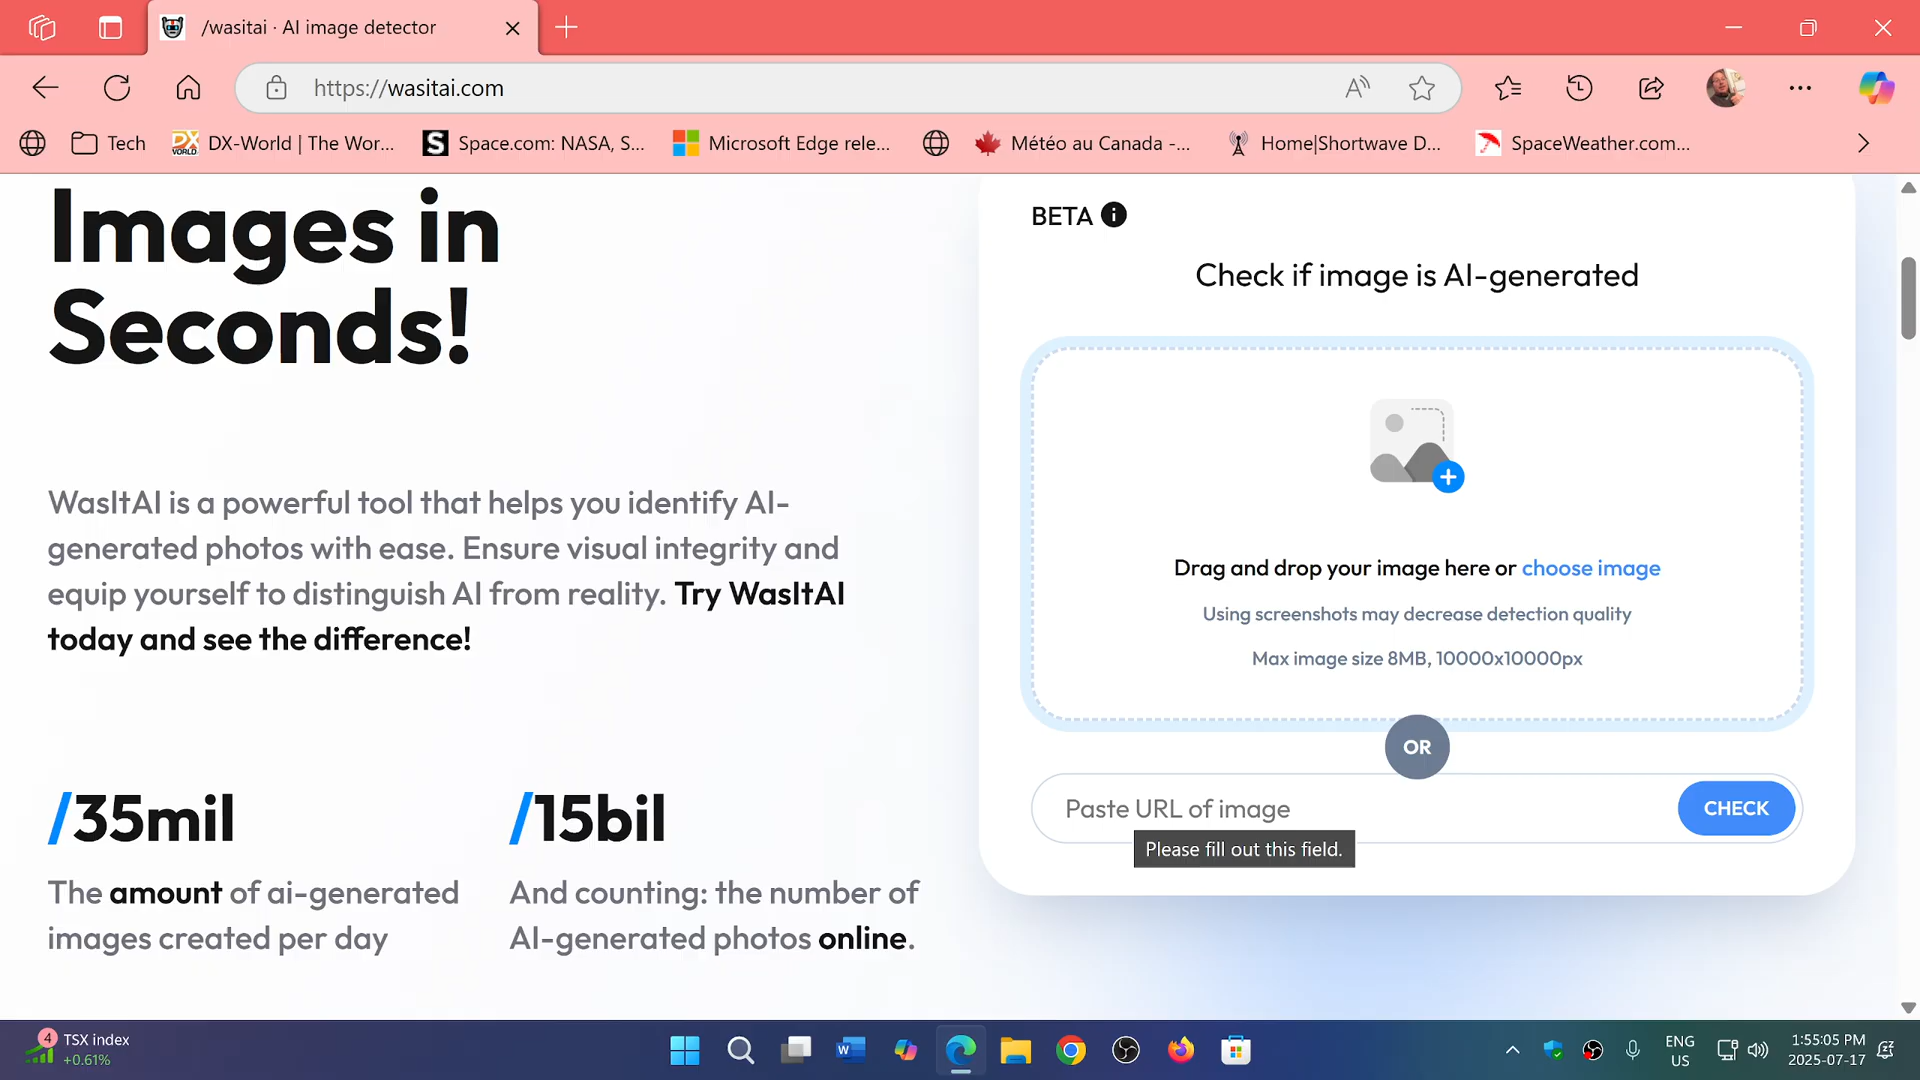 /wasitai · AI image detector
https://wasitai.com
Tech
DX-World | The Wor...
Space.com: NASA, S...
Microsoft Edge rele...
Météo au Canada -...
Home|Shortwave D...
SpaceWeather.com...
Images in
Seconds!
WasItAI is a powerful tool that helps you identify AI-
generated photos with ease. Ensure visual integrity and
equip yourself to distinguish AI from reality. Try WasItAI
today and see the difference!
/35mil
The amount of ai-generated
images created per day
/15bil
And counting: the number of
AI-generated photos online.
BETA
Check if image is AI-generated
Drag and drop your image here or choose image
Using screenshots may decrease detection quality
Max image size 8MB, 10000x10000px
OR
Paste URL of image
CHECK
Please fill out this field.
4
TSX index
+0.61%
ENG
US
1:55:05 PM
2025-07-17